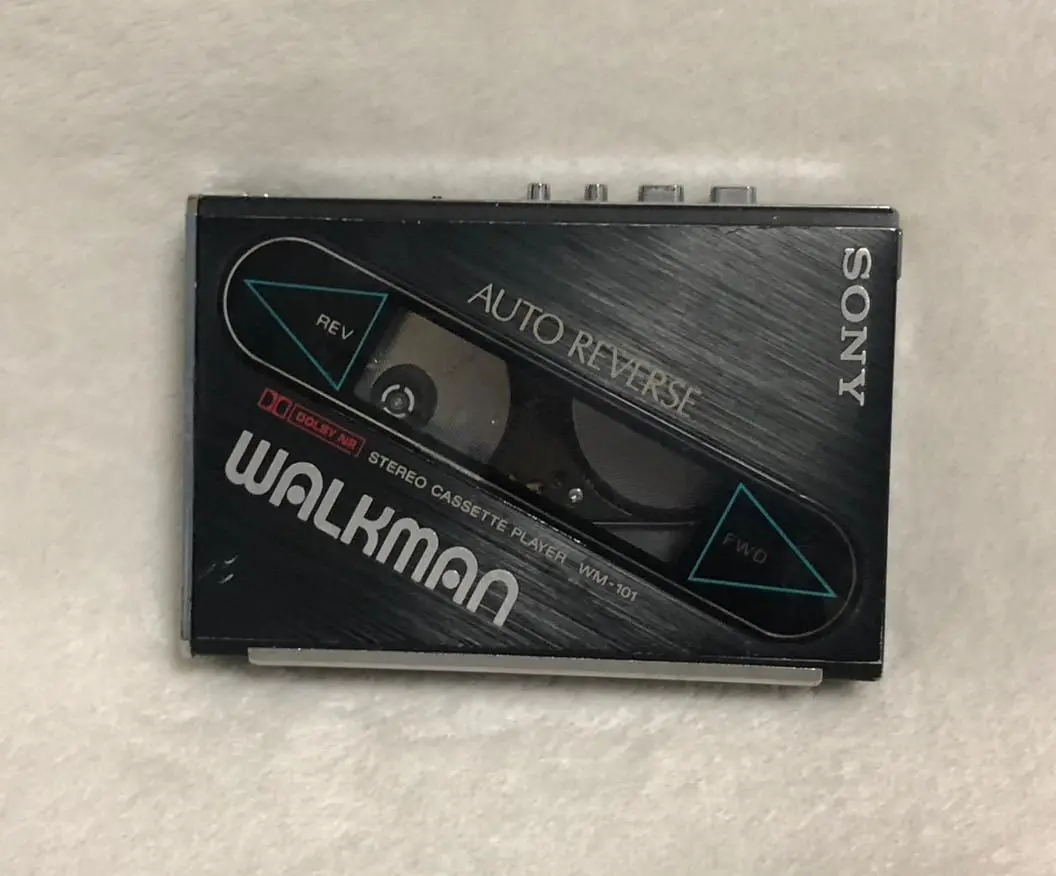 SONY
AUTO REVERSE
REV
DOLBY NR
STEREO CASSETTE PLAYER WM-101
WALKMAN
FWD